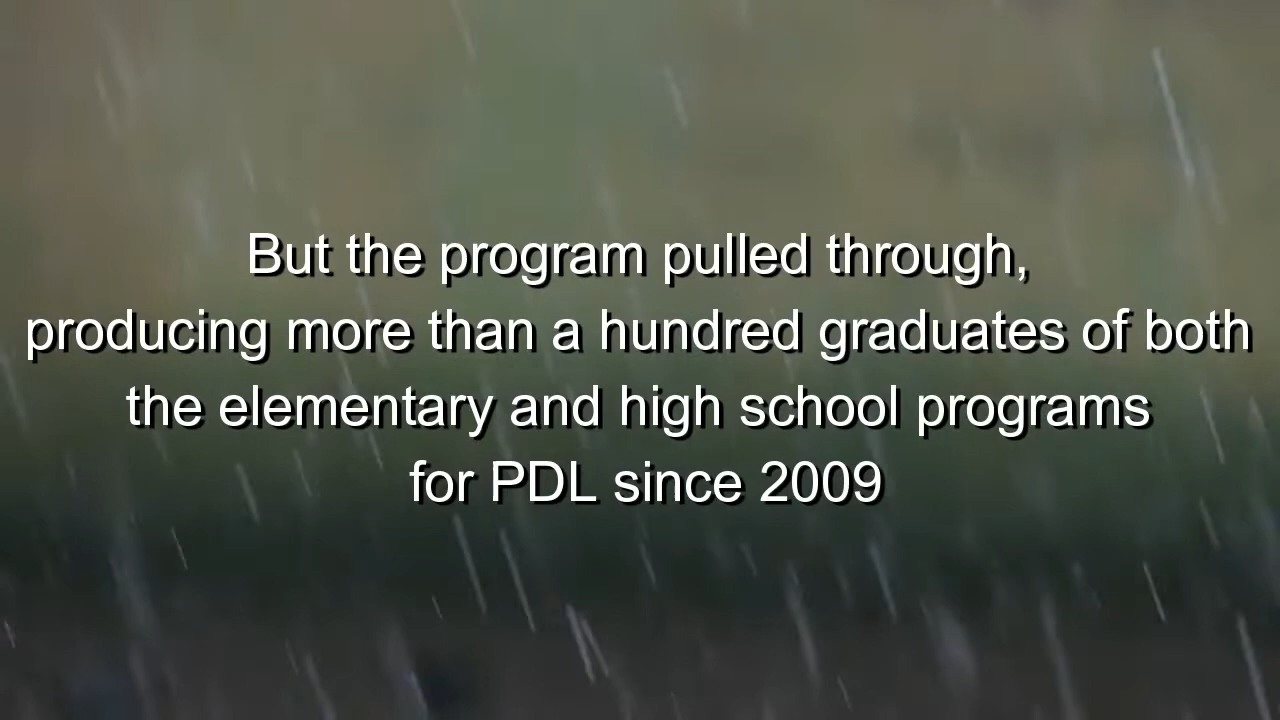 But the program pulled through,
producing more than a hundred graduates of both
the elementary and high school programs
for PDL since 2009